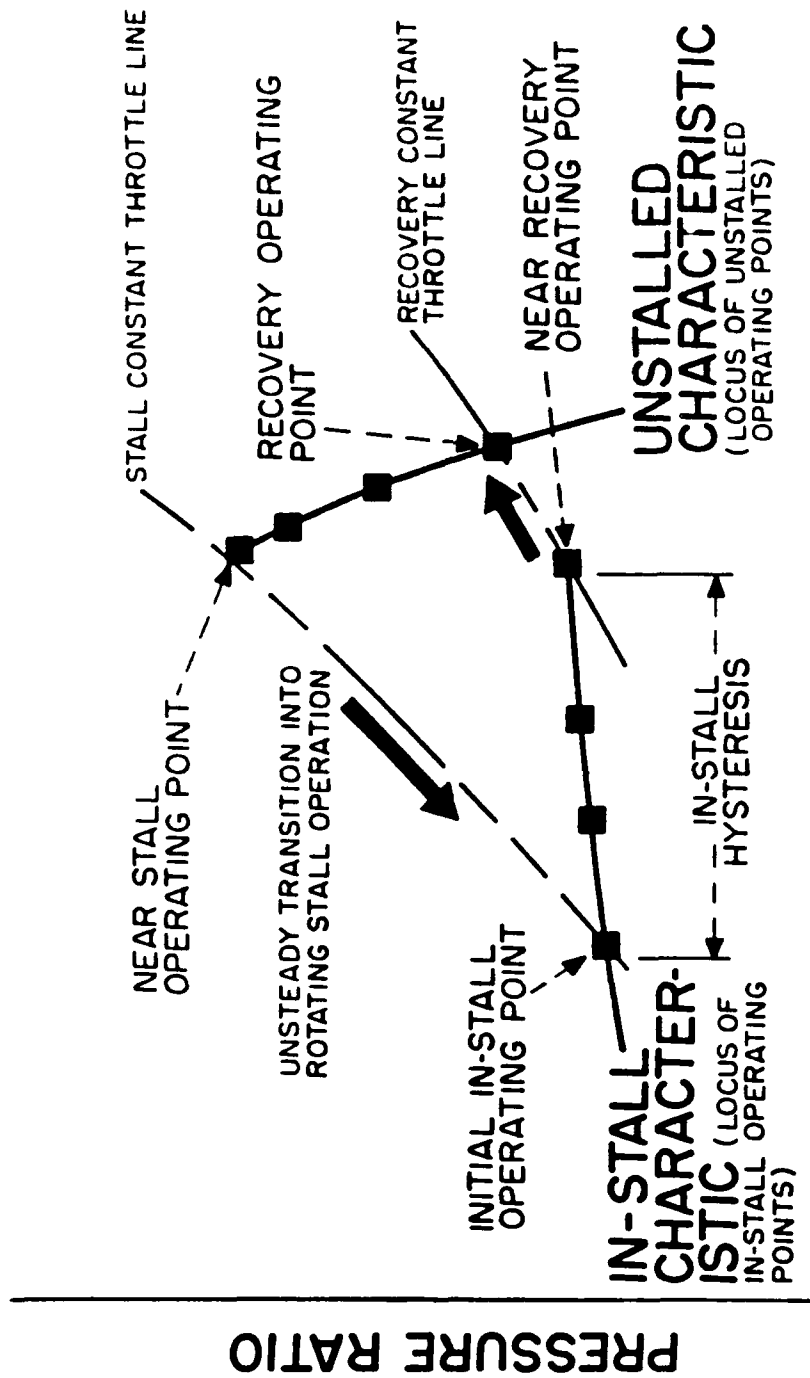 STALL CONSTANT THROTTLE LINE
NEAR STALL
OPERATING POINT
RECOVERY OPERATING
POINT
UNSTEADY TRANSITION INTO
ROTATING STALL OPERATION
RECOVERY CONSTANT
THROTTLE LINE
INITIAL IN-STALL
OPERATING POINT
NEAR RECOVERY
OPERATING POINT
IN-STALL
CHARACTER-
ISTIC (LOCUS OF
IN-STALL OPERATING
POINTS)
IN-STALL
HYSTERESIS
UNSTALLED
CHARACTERISTIC
(LOCUS OF UNSTALLED
OPERATING POINTS)
PRESSURE RATIO